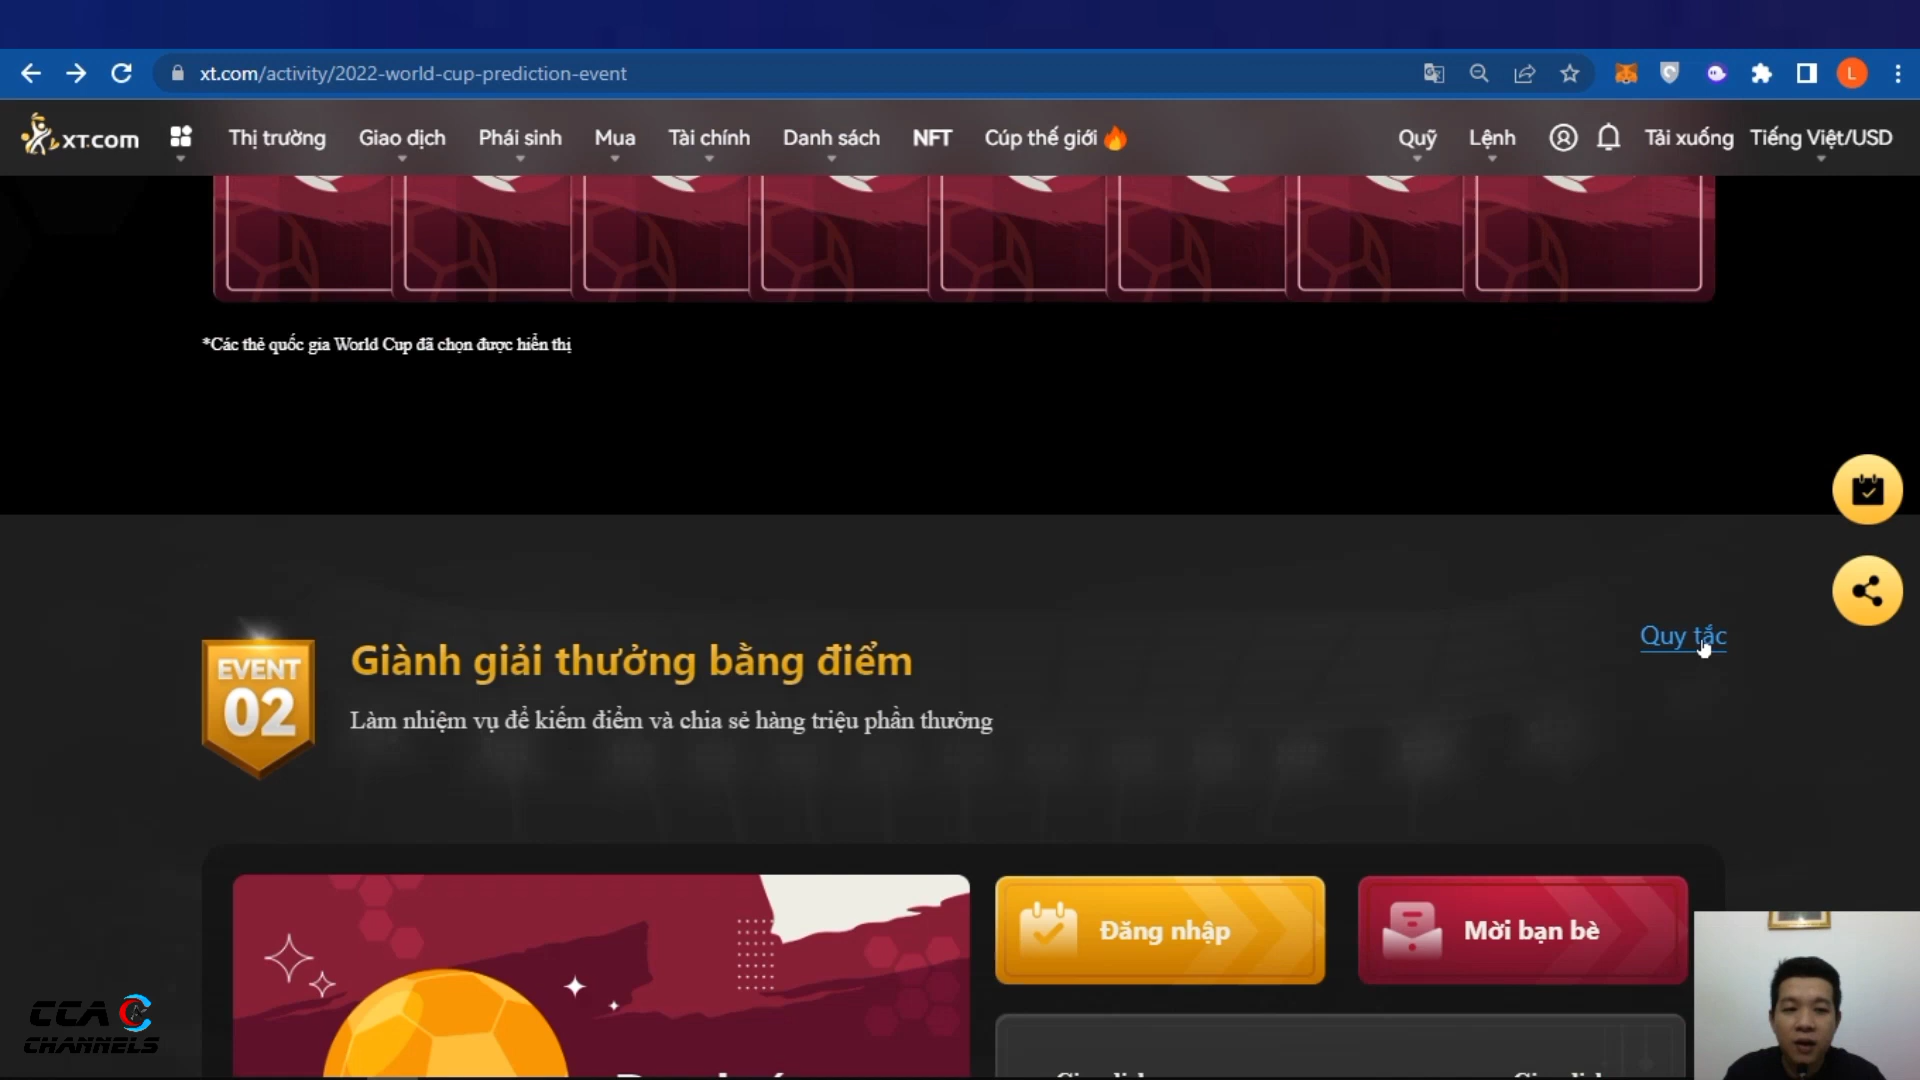 xt.com/activity/2022-world-cup-prediction-event
L
XT.COM
Thị trường
Giao dịch
Phái sinh
Mua
Tài chính
Danh sách
NFT
Cúp thế giới
Quỹ
Lệnh
Tải xuống
Tiếng Việt/USD
*Các thẻ quốc gia World Cup đã chọn được hiển thị
EVENT
02
Giành giải thưởng bằng điểm
Làm nhiệm vụ để kiếm điểm và chia sẻ hàng triệu phần thưởng
Quy tắc
Đăng nhập
Mời bạn bè
CCA
CHANNELS